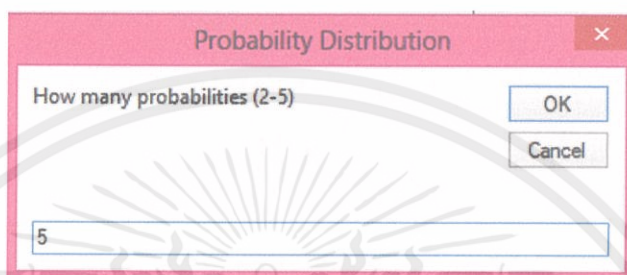 Probability Distribution
×
How many probabilities (2-5)
OK
Cancel
5